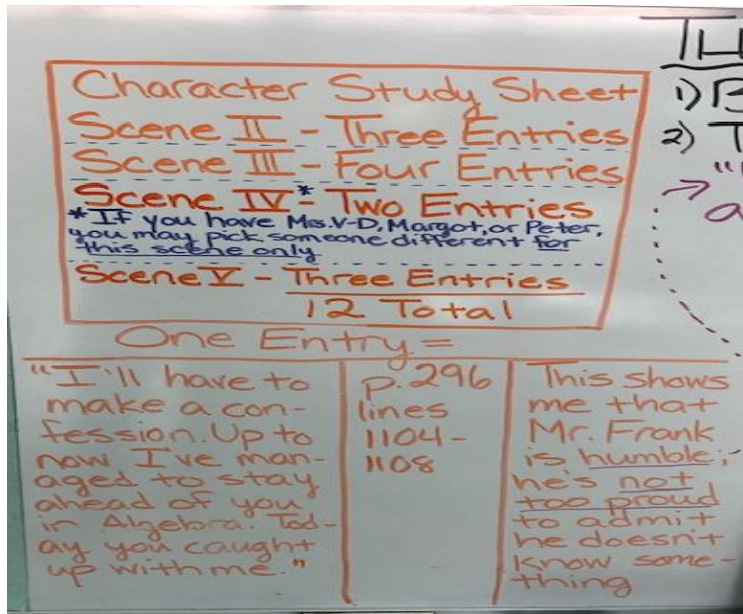 Character Study Sheet
Scene II - Three Entries
Scene III - Four Entries
Scene IV* - Two Entries
*If you have Mrs. V-D, Margot, or Peter,
you may pick someone different for
this scene only
Scene V - Three Entries
12 Total
One Entry =
"I'll have to
make a con-
fession. Up to
now I've man-
aged to stay
ahead of you
in Algebra. Tod-
ay you caught
up with me."
p. 296
lines
1104-
1108
This shows
me that
Mr. Frank
is humble;
he's not
too proud
to admit
he doesn't
know some-
thing
1)
2)